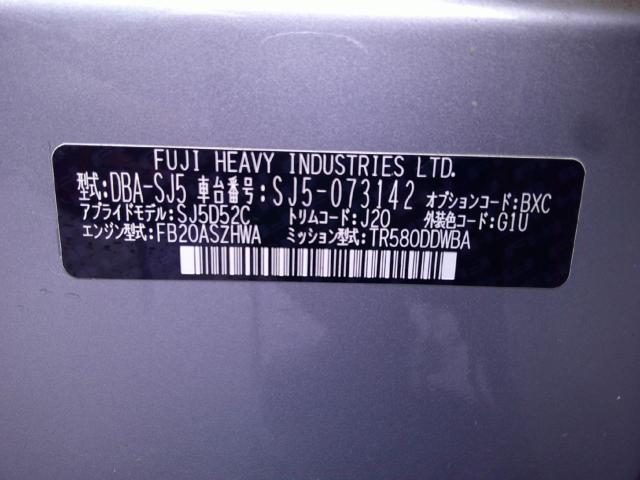 FUJI HEAVY INDUSTRIES LTD.
型式:DBA-SJ5 車台番号:SJ5-073142 オプションコード:BXC
アプライドモデル:SJ5D52C トリムコード:J20 外装色コード:G1U
エンジン型式:FB20ASZHWA ミッション型式:TR580DDWBA